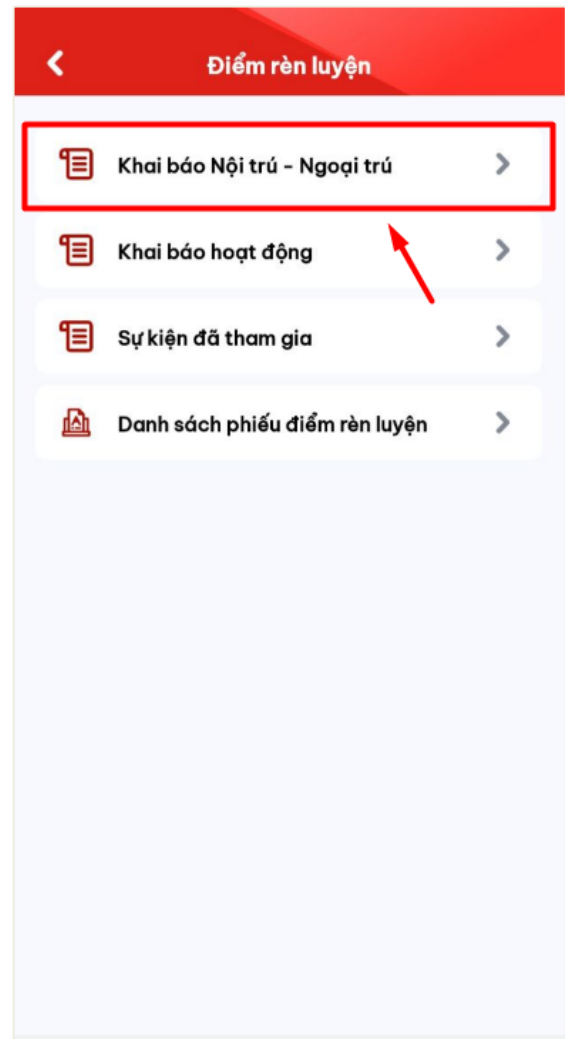 Điểm rèn luyện
Khai báo Nội trú - Ngoại trú
Khai báo hoạt động
Sự kiện đã tham gia
Danh sách phiếu điểm rèn luyện